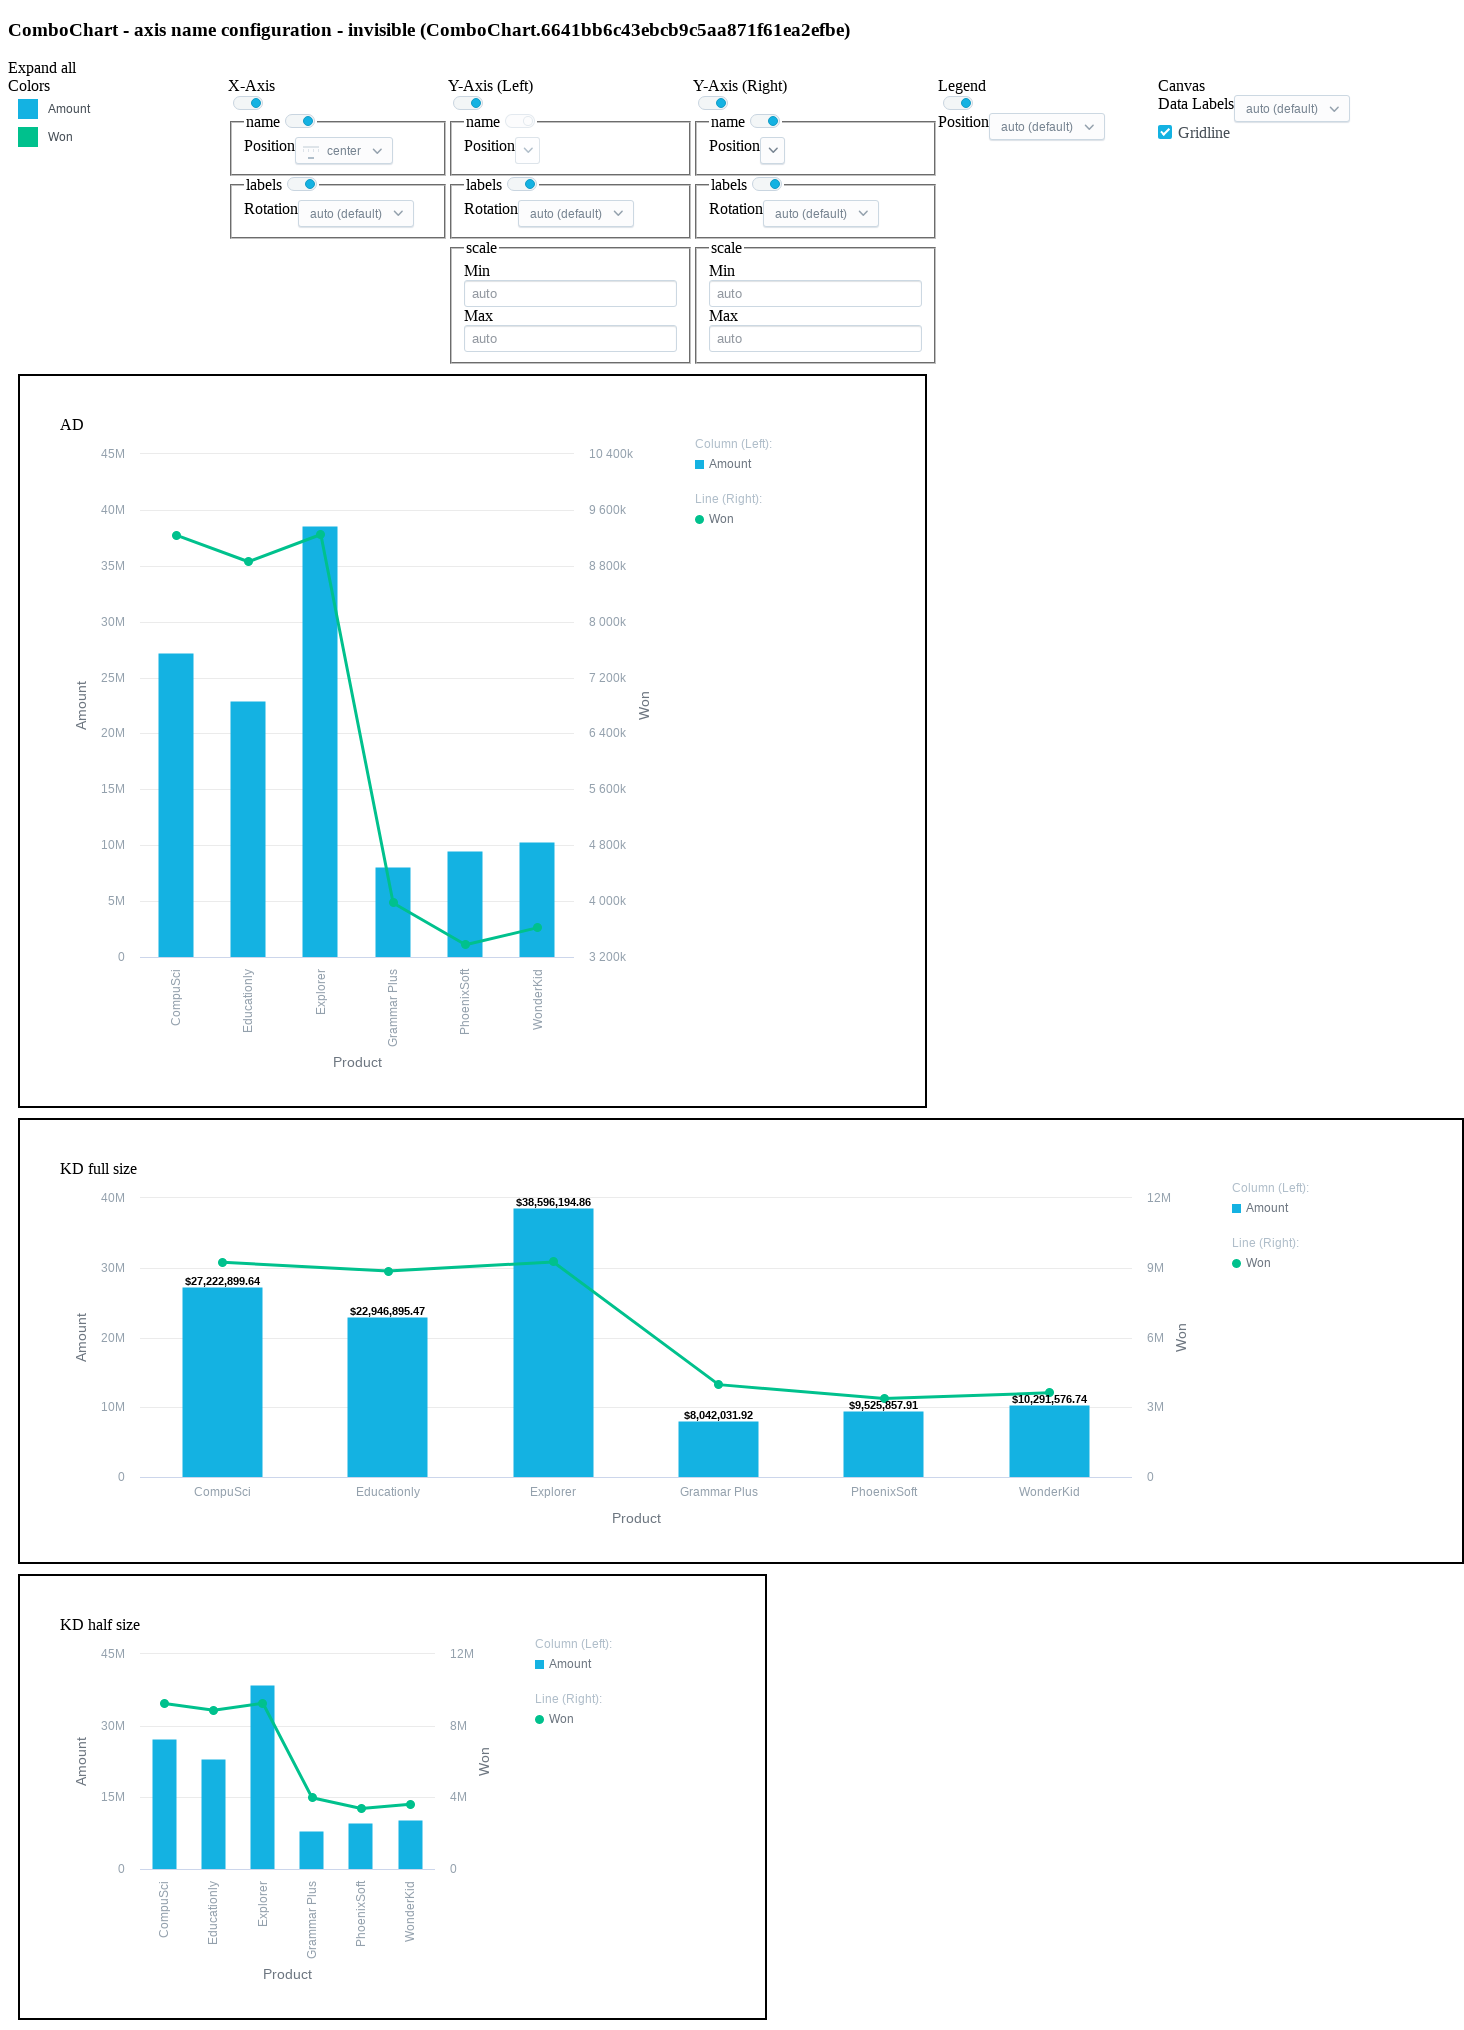 ComboChart - axis name configuration - invisible (ComboChart.6641bb6c43ebcb9c5aa871f61ea2efbe)
Expand all
Colors
Amount
Won
X-Axis
name
Position center
labels
Rotation auto (default)
Y-Axis (Left)
name
Position
labels
Rotation auto (default)
scale
Min
auto
Max
auto
Y-Axis (Right)
name
Position
labels
Rotation auto (default)
scale
Min
auto
Max
auto
Legend
Position auto (default)
Canvas
Data Labels auto (default)
Gridline
AD
45M
40M
35M
30M
25M
20M
15M
10M
5M
0
Amount
10 400k
9 600k
8 800k
8 000k
7 200k
6 400k
5 600k
4 800k
4 000k
3 200k
Won
CompuSci
Educationly
Explorer
Grammar Plus
PhoenixSoft
WonderKid
Product
Column (Left):
Amount
Line (Right):
Won
KD full size
40M
30M
20M
10M
0
Amount
$27,222,899.64
$22,946,895.47
$38,596,194.86
$8,042,031.92
$9,525,857.91
$10,291,576.74
12M
9M
6M
3M
0
Won
CompuSci
Educationly
Explorer
Grammar Plus
PhoenixSoft
WonderKid
Product
Column (Left):
Amount
Line (Right):
Won
KD half size
45M
30M
15M
0
Amount
12M
8M
4M
0
Won
CompuSci
Educationly
Explorer
Grammar Plus
PhoenixSoft
WonderKid
Product
Column (Left):
Amount
Line (Right):
Won